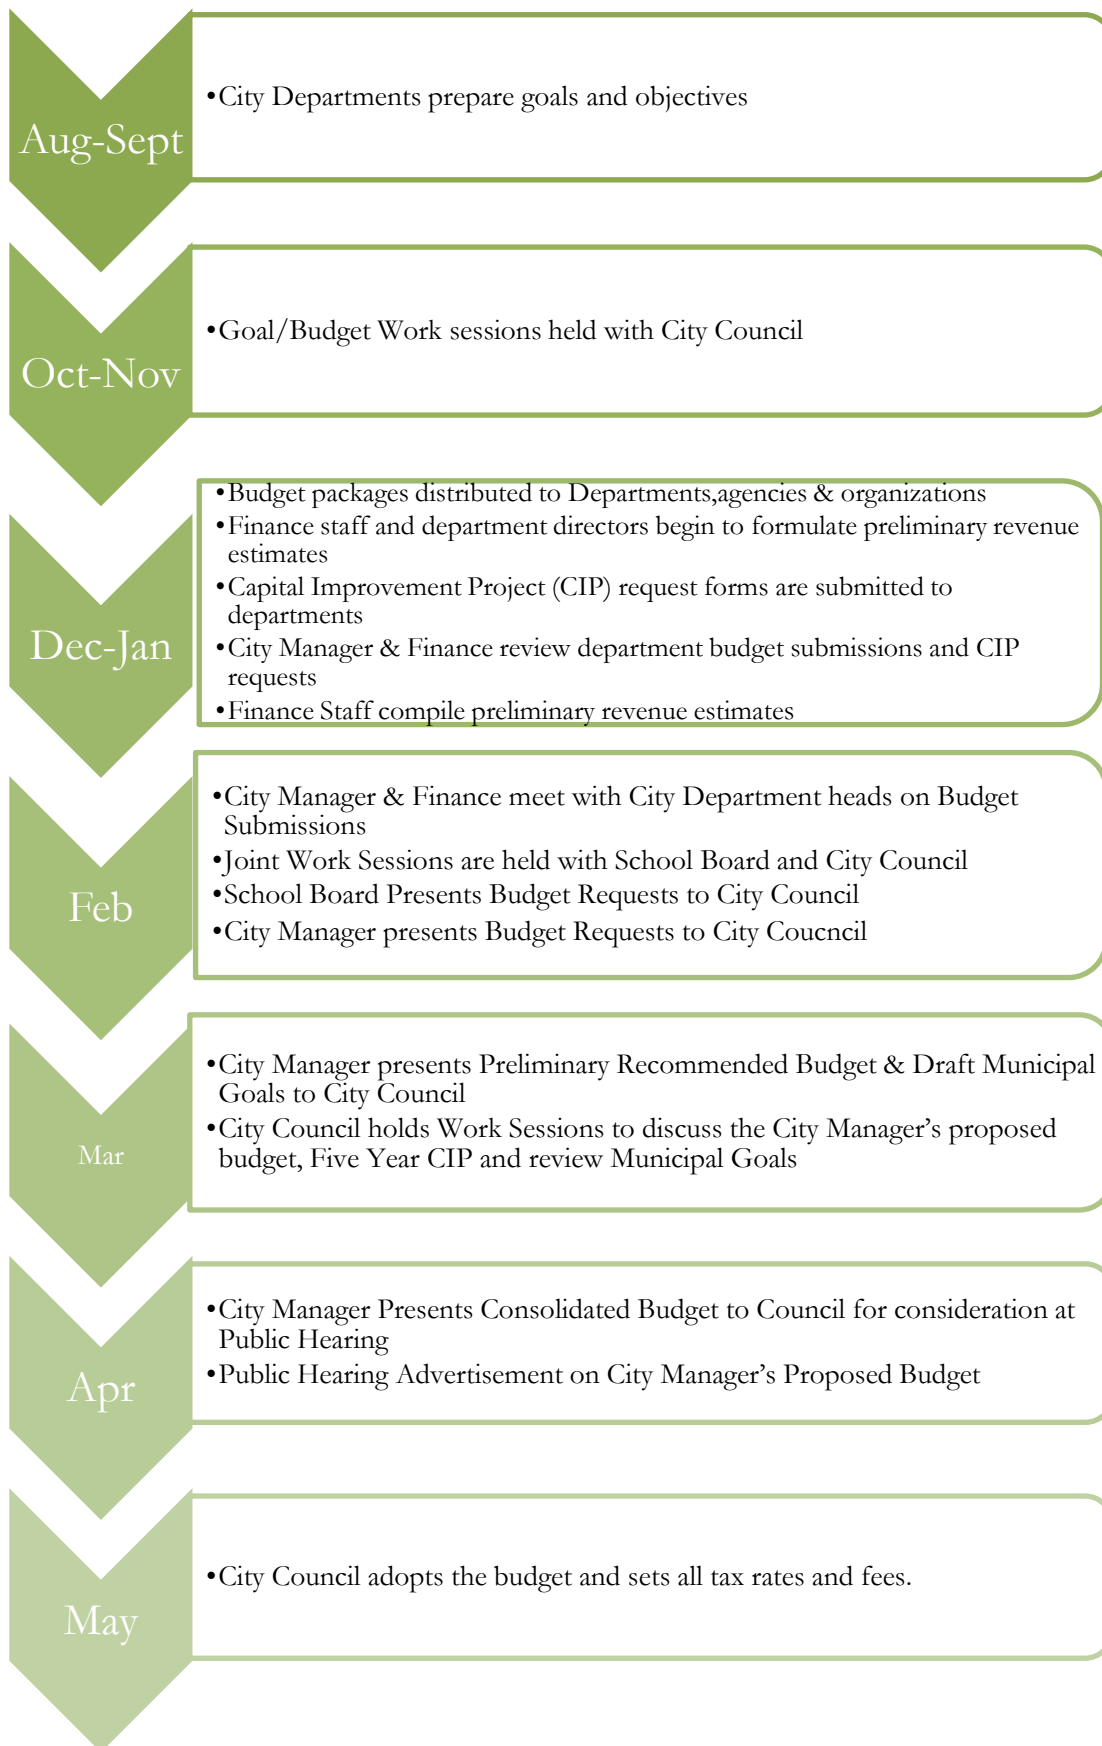 Aug-Sept
•City Departments prepare goals and objectives
Oct-Nov
•Goal/Budget Work sessions held with City Council
Dec-Jan
•Budget packages distributed to Departments,agencies & organizations
•Finance staff and department directors begin to formulate preliminary revenue
estimates
•Capital Improvement Project (CIP) request forms are submitted to
departments
•City Manager & Finance review department budget submissions and CIP
requests
•Finance Staff compile preliminary revenue estimates
Feb
•City Manager & Finance meet with City Department heads on Budget
Submissions
•Joint Work Sessions are held with School Board and City Council
•School Board Presents Budget Requests to City Council
•City Manager presents Budget Requests to City Coucncil
Mar
•City Manager presents Preliminary Recommended Budget & Draft Municipal
Goals to City Council
•City Council holds Work Sessions to discuss the City Manager’s proposed
budget, Five Year CIP and review Municipal Goals
Apr
•City Manager Presents Consolidated Budget to Council for consideration at
Public Hearing
•Public Hearing Advertisement on City Manager’s Proposed Budget
May
•City Council adopts the budget and sets all tax rates and fees.